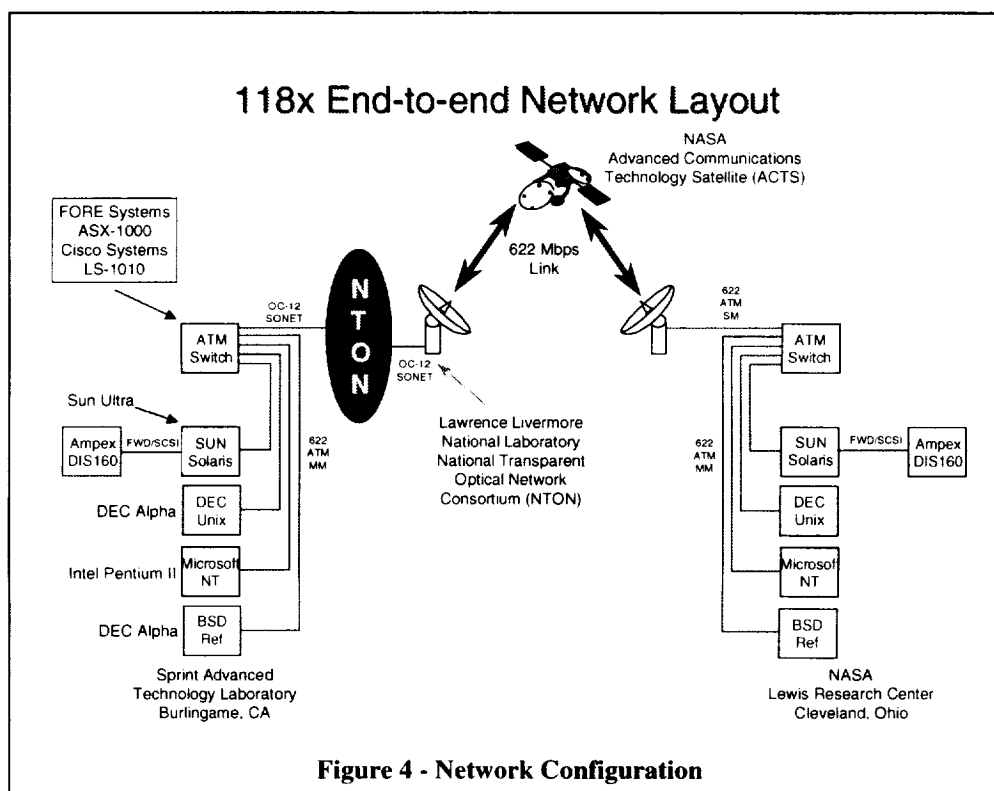 118x End-to-end Network Layout
NASA
Advanced Communications
Technology Satellite (ACTS)
FORE Systems
ASX-1000
Cisco Systems
LS-1010
622 Mbps
Link
NTON
OC-12
SONET
622
ATM
SM
ATM
Switch
OC-12
SONET
ATM
Switch
Sun Ultra
Lawrence Livermore
National Laboratory
National Transparent
Optical Network
Consortium (NTON)
Ampex
DIS160
FWD/SCSI
SUN
Solaris
622
ATM
MM
622
ATM
MM
SUN
Solaris
FWD/SCSI
Ampex
DIS160
DEC Alpha
DEC
Unix
DEC
Unix
Intel Pentium II
Microsoft
NT
Microsoft
NT
DEC Alpha
BSD
Ref
BSD
Ref
Sprint Advanced
Technology Laboratory
Burlingame, CA
NASA
Lewis Research Center
Cleveland, Ohio
Figure 4 - Network Configuration